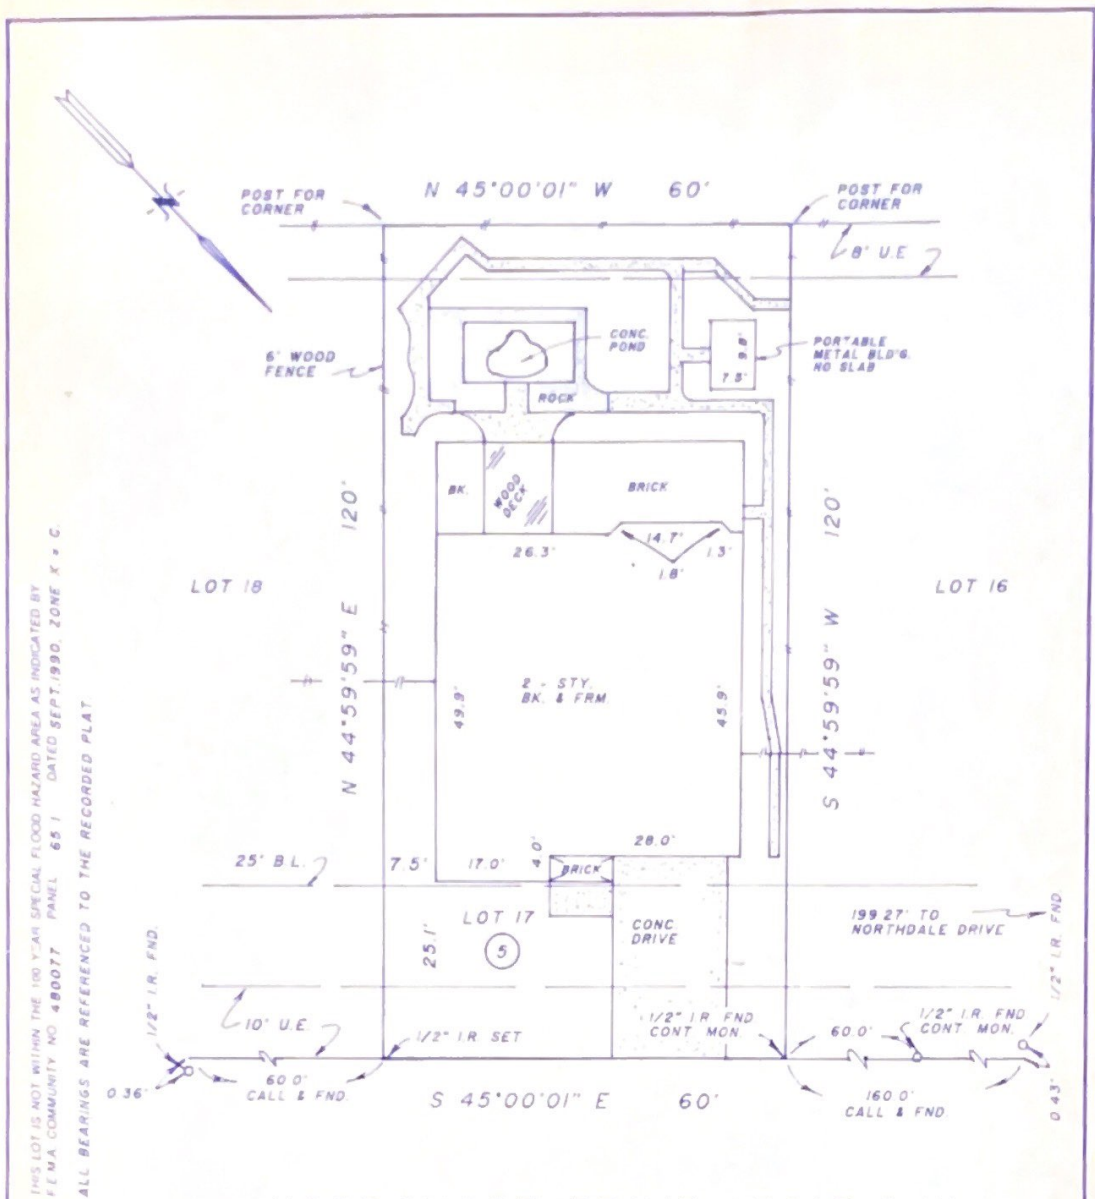 N 45°00'01" W 60'
POST FOR
CORNER
POST FOR
CORNER
8' U.E.
6' WOOD
FENCE
CONC.
POND
ROCK
9.8'
7.8'
PORTABLE
METAL BLD'G.
NO SLAB
BK.
WOOD
DECK
BRICK
120'
120'
26.3'
14.7'
1.3'
1.8'
LOT 18
LOT 16
N 44°59'59" E
S 44°59'59" W
2 - STY.
BK. & FRM.
49.9'
45.9'
25' B.L.
7.5'
17.0'
4.0'
28.0'
BRICK
LOT 17
5
25.1'
CONC.
DRIVE
199.27' TO
NORTHDALE DRIVE
1/2" I.R. FND.
1/2" I.R. FND.
10' U.E.
1/2" I.R. SET
1/2" I.R. FND
CONT. MON.
60.0'
1/2" I.R. FND
CONT MON.
0.36'
60.0'
CALL & FND.
S 45°00'01" E 60'
160.0'
CALL & FND.
0.43'
THIS LOT IS NOT WITHIN THE 100 YEAR SPECIAL FLOOD HAZARD AREA AS INDICATED BY
F.E.M.A. COMMUNITY NO 480077 PANEL 65 1 DATED SEPT.1990, ZONE X
ALL BEARINGS ARE REFERENCED TO THE RECORDED PLAT